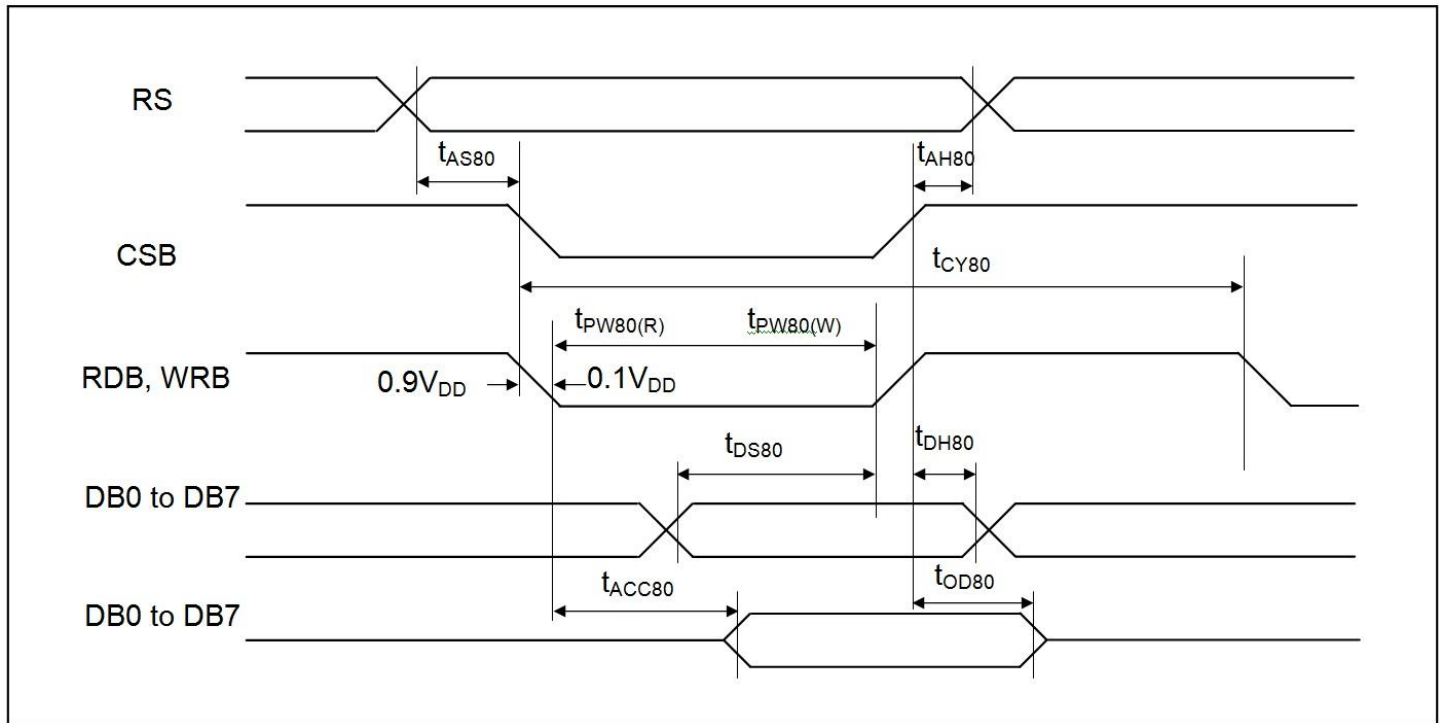 RS
tAS80
tAH80
CSB
tCY80
tPW80(R)
tPW80(W)
RDB, WRB
0.9VDD
0.1VDD
tDS80
tDH80
DB0 to DB7
tACC80
tOD80
DB0 to DB7